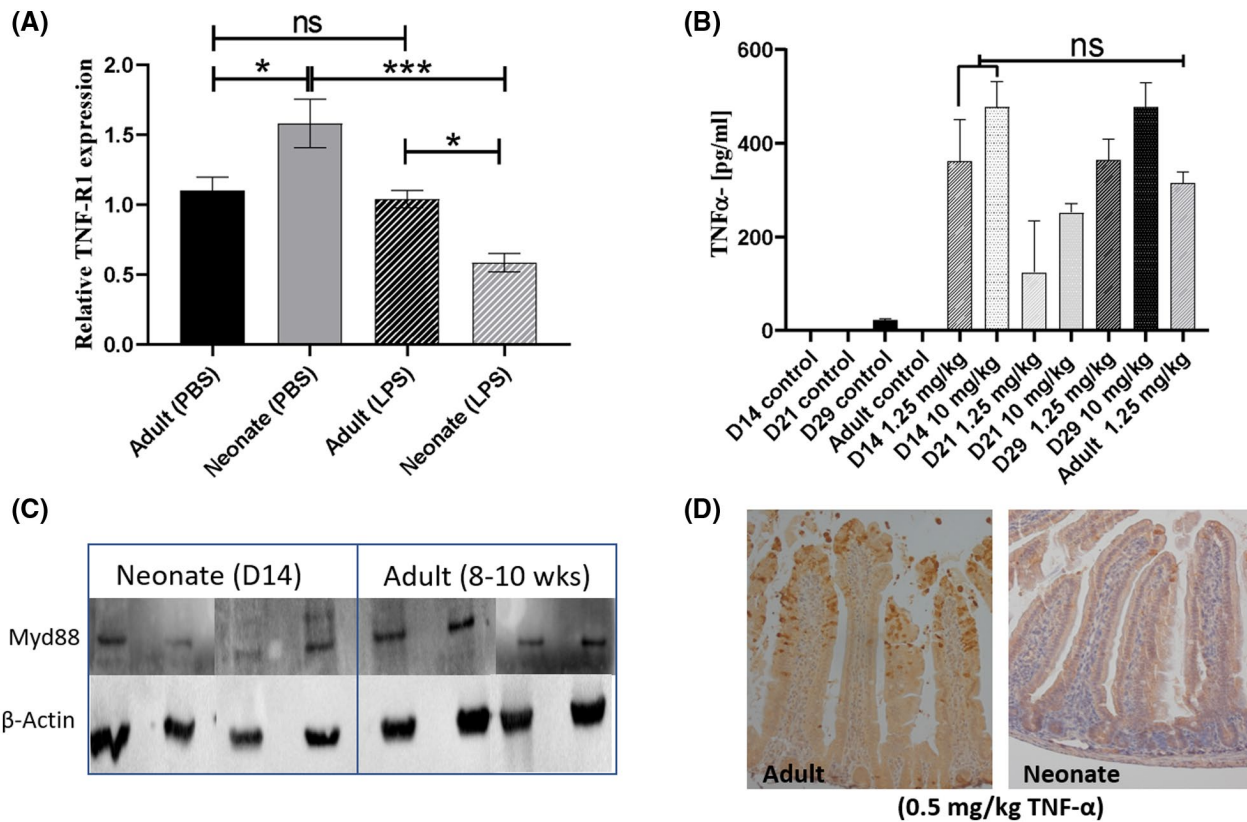 (A)
ns
*
***
*
Relative TNF-R1 expression
2.0
1.5
1.0
0.5
0.0
Adult (PBS)
Neonate (PBS)
Adult (LPS)
Neonate (LPS)
(B)
ns
TNFα- [pg/ml]
600
400
200
0
D14 control
D21 control
D29 control
Adult control
D14 1.25 mg/kg
D14 10 mg/kg
D21 1.25 mg/kg
D21 10 mg/kg
D29 1.25 mg/kg
D29 10 mg/kg
Adult 1.25 mg/kg
(C)
Neonate (D14)
Adult (8-10 wks)
Myd88
β-Actin
(D)
Adult
Neonate
(0.5 mg/kg TNF-α)